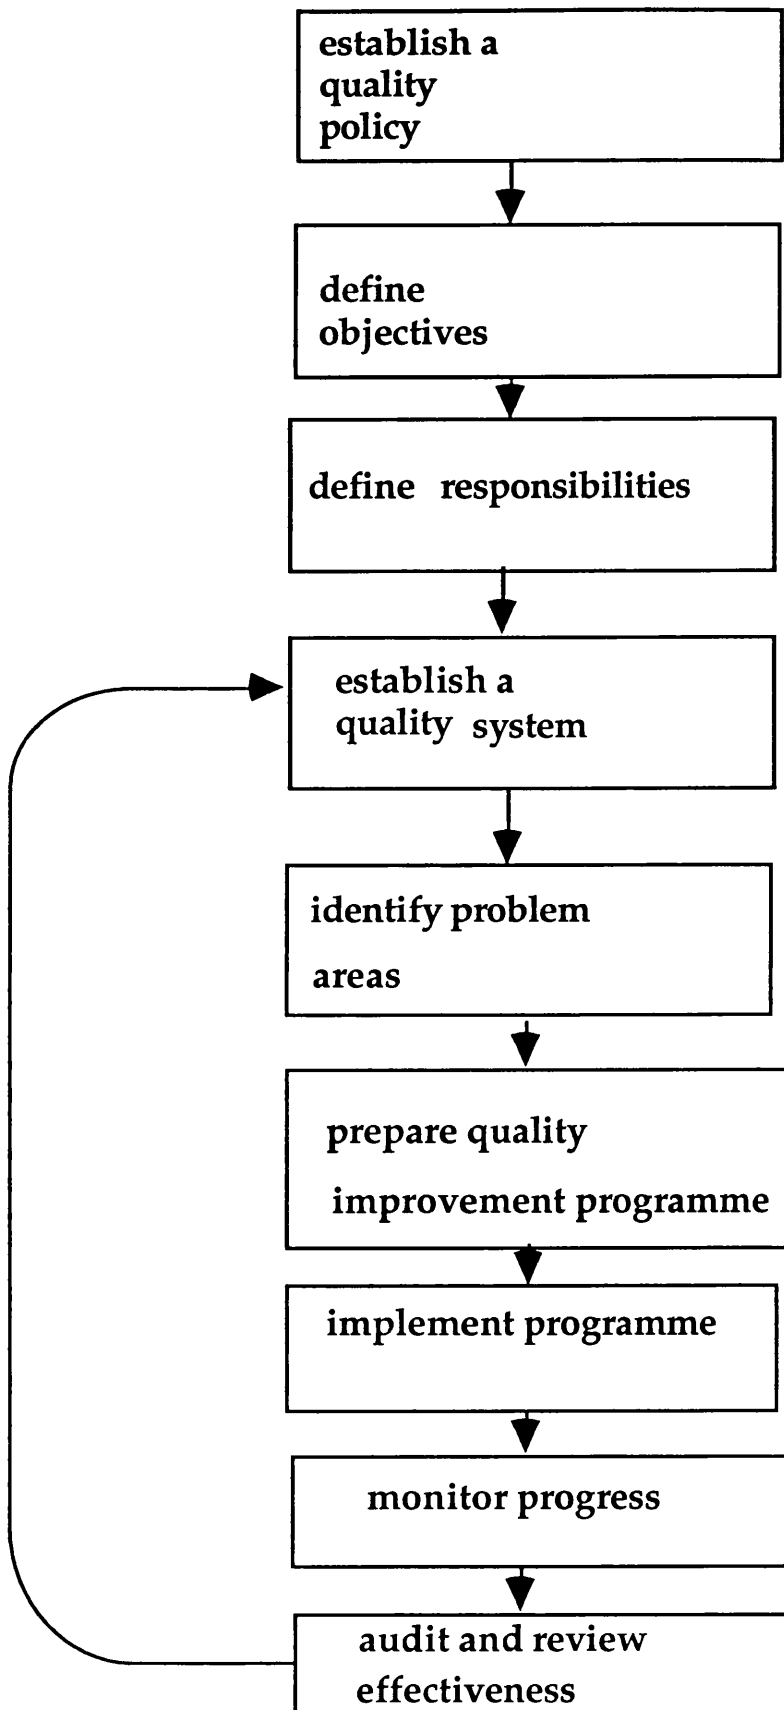 establish a
quality
policy
define
objectives
define responsibilities
establish a
quality system
identify problem
areas
prepare quality
improvement programme
implement programme
monitor progress
audit and review
effectiveness